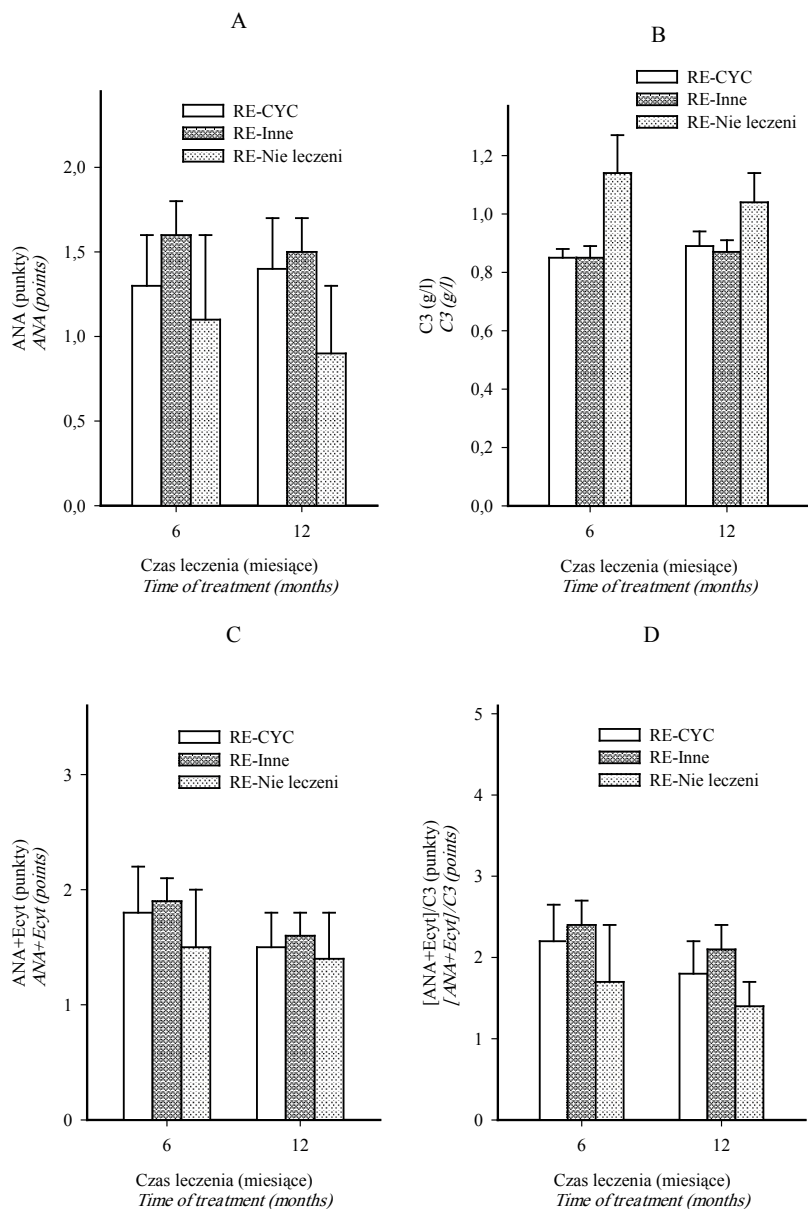 A
RE-CYC
RE-Inne
RE-Nie leczeni
2,0
1,5
1,0
0,5
0,0
ANA (punkty)
ANA (points)
6
12
Czas leczenia (miesiące)
Time of treatment (months)
B
RE-CYC
RE-Inne
RE-Nie leczeni
1,2
1,0
0,8
0,6
0,4
0,2
0,0
C3 (g/l)
C3 (g/l)
6
12
Czas leczenia (miesiące)
Time of treatment (months)
C
RE-CYC
RE-Inne
RE-Nie leczeni
3
2
1
0
ANA+Ecyt (punkty)
ANA+Ecyt (points)
6
12
Czas leczenia (miesiące)
Time of treatment (months)
D
RE-CYC
RE-Inne
RE-Nie leczeni
5
4
3
2
1
0
[ANA+Ecyt]/C3 (punkty)
[ANA+Ecyt]/C3 (points)
6
12
Czas leczenia (miesiące)
Time of treatment (months)